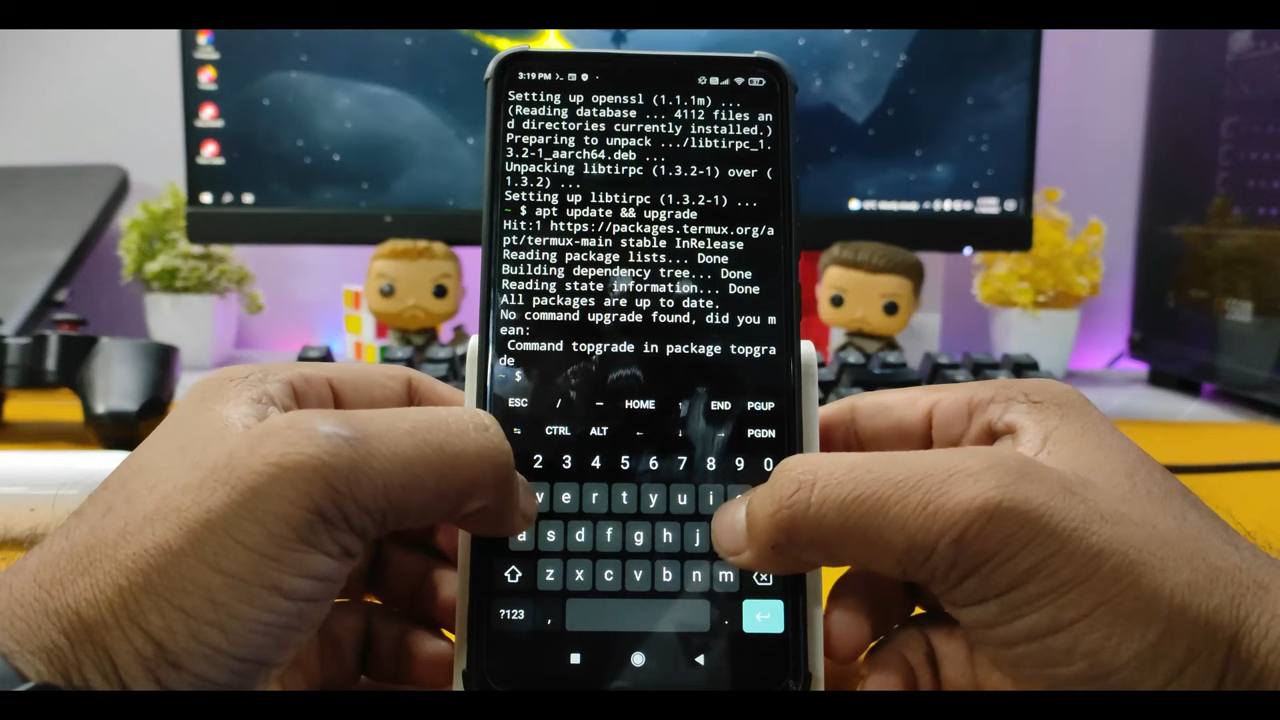 3:19 PM
37
Setting up openssl (1.1.1m) ...
(Reading database ... 4112 files an
d directories currently installed.)
Preparing to unpack .../libtirpc_1.
3.2-1_aarch64.deb ...
Unpacking libtirpc (1.3.2-1) over (
1.3.2) ...
Setting up libtirpc (1.3.2-1) ...
~ $ apt update && upgrade
Hit:1 https://packages.termux.org/a
pt/termux-main stable InRelease
Reading package lists... Done
Building dependency tree... Done
Reading state information... Done
All packages are up to date.
No command upgrade found, did you m
ean:
Command topgrade in package topgra
de
~ $
ESC / — HOME ↑ END PGUP
⇆ CTRL ALT ← ↓ → PGDN
2 3 4 5 6 7 8 9 0
e r t y u i
a s d f g h j
z x c v b n m
?123 , .